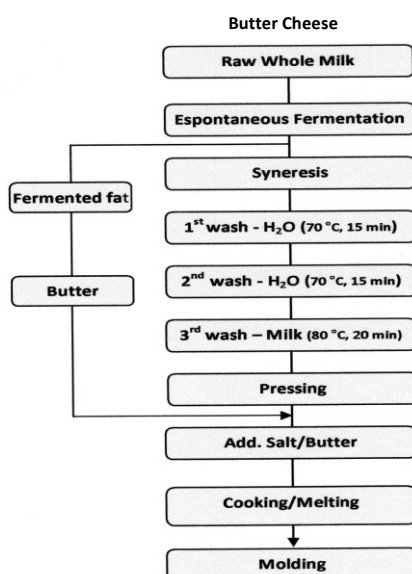 Butter Cheese
Raw Whole Milk
Espontaneous Fermentation
Syneresis
Fermented fat
1st wash - H₂O (70 °C, 15 min)
2nd wash - H₂O (70 °C, 15 min)
Butter
3rd wash – Milk (80 °C, 20 min)
Pressing
Add. Salt/Butter
Cooking/Melting
Molding